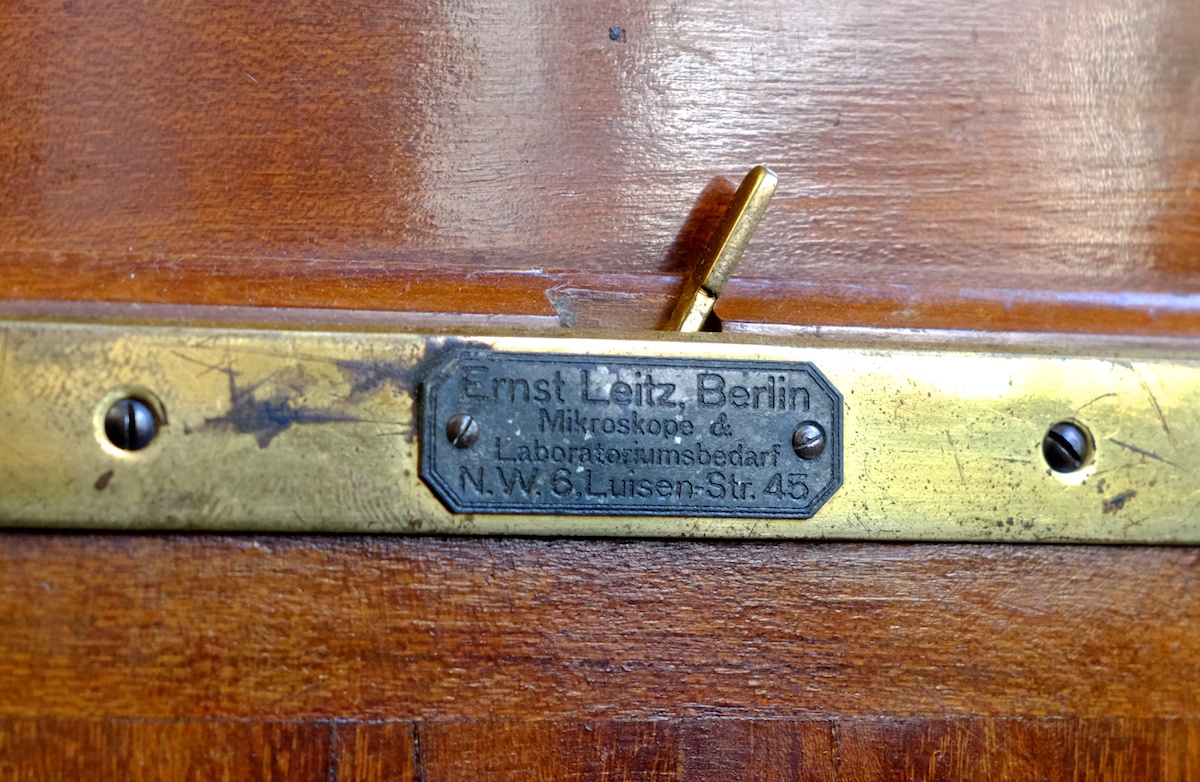 Ernst Leitz, Berlin
Mikroskope &
Laboratoriumsbedarf
N.W. 6, Luisen-Str. 45